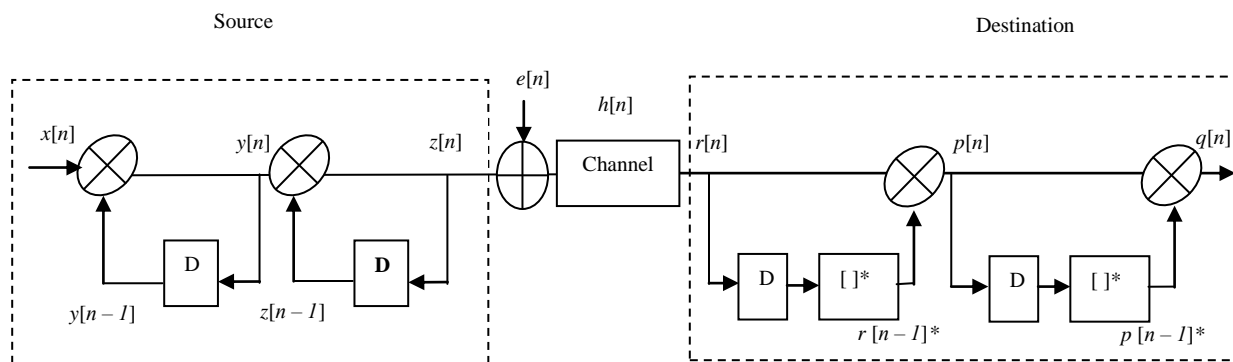 Source
Destination
e[n]
h[n]
x[n]
y[n]
z[n]
Channel
r[n]
p[n]
q[n]
D
D
D
[ ]*
D
[ ]*
y[n – 1]
z[n – 1]
r [n – 1]*
p [n – 1]*